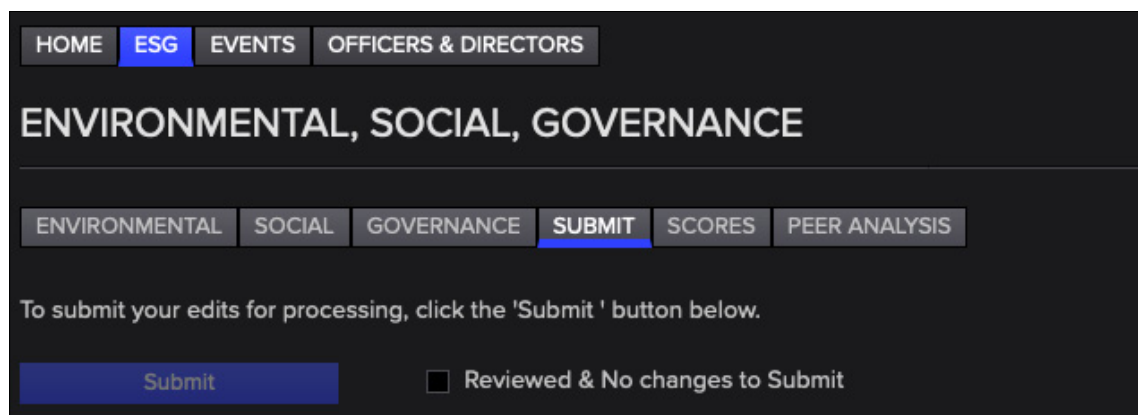 HOME ESG EVENTS OFFICERS & DIRECTORS
ENVIRONMENTAL, SOCIAL, GOVERNANCE
ENVIRONMENTAL SOCIAL GOVERNANCE SUBMIT SCORES PEER ANALYSIS
To submit your edits for processing, click the 'Submit ' button below.
Submit Reviewed & No changes to Submit